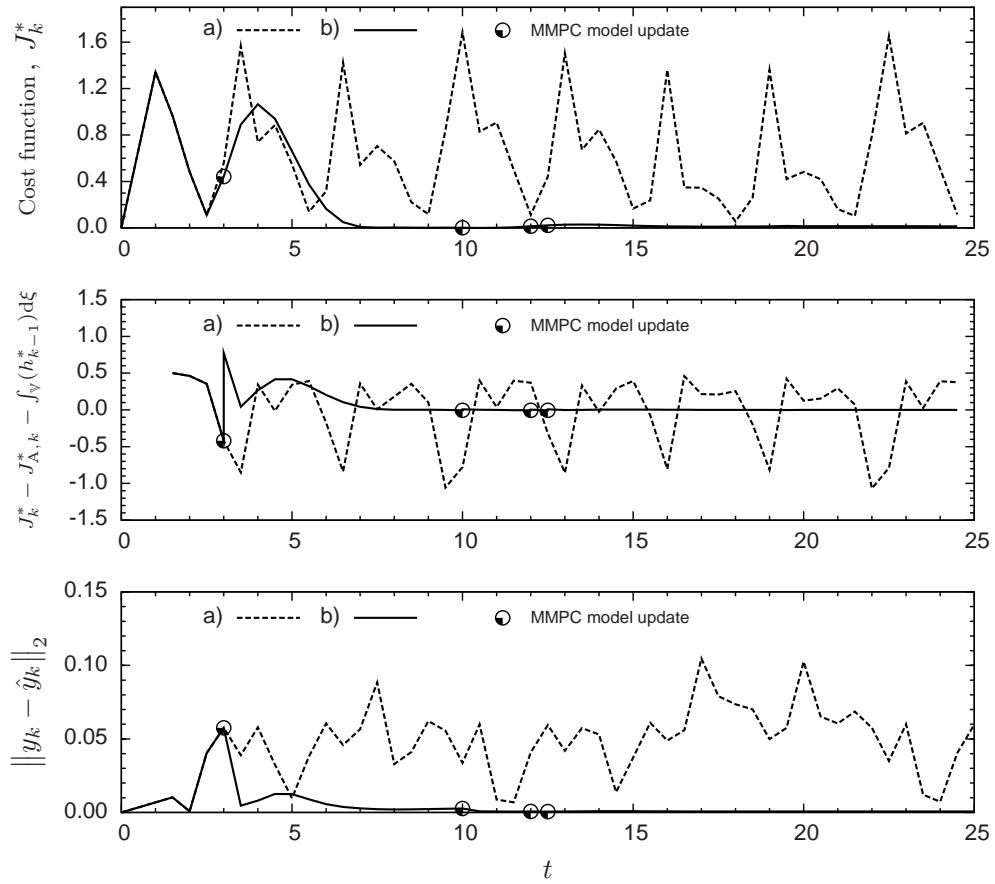 Cost function , J*_k
a) b) MMPC model update
1.6
1.2
0.8
0.4
0.0
0 5 10 15 20 25
J*_k − J*_{A,k} − ∫_𝕍(h*_{k−1})dξ
a) b) MMPC model update
1.5
1.0
0.5
0.0
-0.5
-1.0
-1.5
0 5 10 15 20 25
||y_k − ŷ_k||_2
a) b) MMPC model update
0.15
0.10
0.05
0.00
0 5 10 15 20 25
t